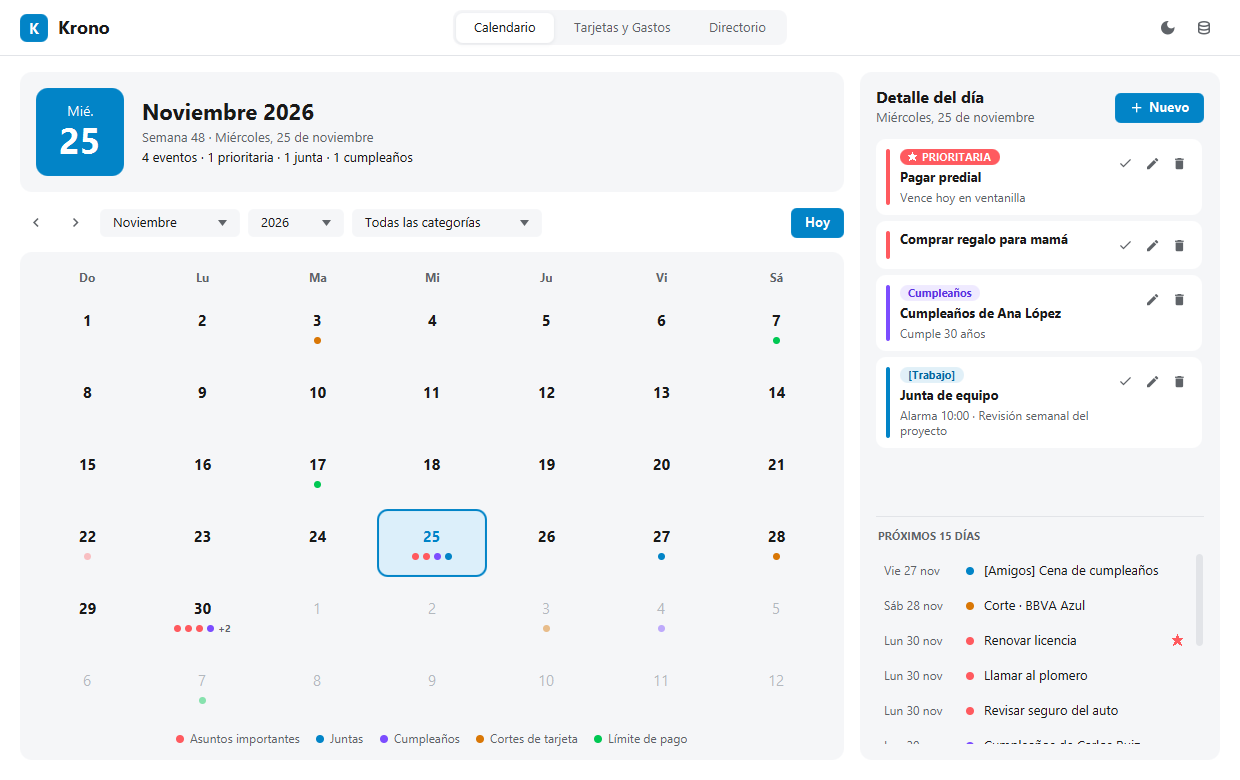 K Krono
Calendario Tarjetas y Gastos Directorio
Mié.
25
Noviembre 2026
Semana 48 · Miércoles, 25 de noviembre
4 eventos · 1 prioritaria · 1 junta · 1 cumpleaños
Noviembre 2026 Todas las categorías Hoy
Do Lu Ma Mi Ju Vi Sá
1 2 3 4 5 6 7
8 9 10 11 12 13 14
15 16 17 18 19 20 21
22 23 24 25 26 27 28
29 30 1 2 3 4 5
+2
6 7 8 9 10 11 12
Asuntos importantes Juntas Cumpleaños Cortes de tarjeta Límite de pago
Detalle del día
Miércoles, 25 de noviembre
+ Nuevo
★ PRIORITARIA
Pagar predial
Vence hoy en ventanilla
Comprar regalo para mamá
Cumpleaños
Cumpleaños de Ana López
Cumple 30 años
[Trabajo]
Junta de equipo
Alarma 10:00 · Revisión semanal del
proyecto
PRÓXIMOS 15 DÍAS
Vie 27 nov [Amigos] Cena de cumpleaños
Sáb 28 nov Corte · BBVA Azul
Lun 30 nov Renovar licencia ★
Lun 30 nov Llamar al plomero
Lun 30 nov Revisar seguro del auto
Cumpleaños de Carlos Ruiz